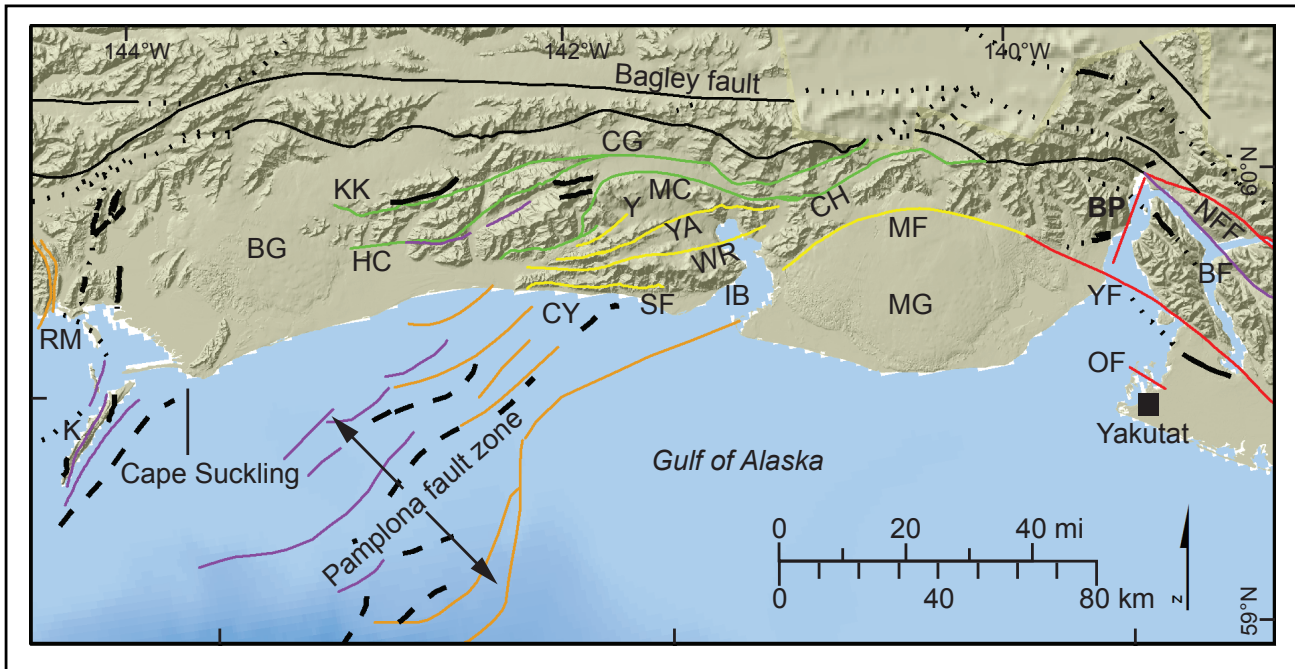 144°W
142°W
140°W
Bagley fault
60°N
CG
KK
MC
CH
BP
NFF
Y
YA
MF
BG
HC
WR
BF
IB
CY
SF
MG
YF
RM
OF
K
Yakutat
Cape Suckling
Pamplona fault zone
Gulf of Alaska
0 20 40 mi
0 40 80 km
N
59°N